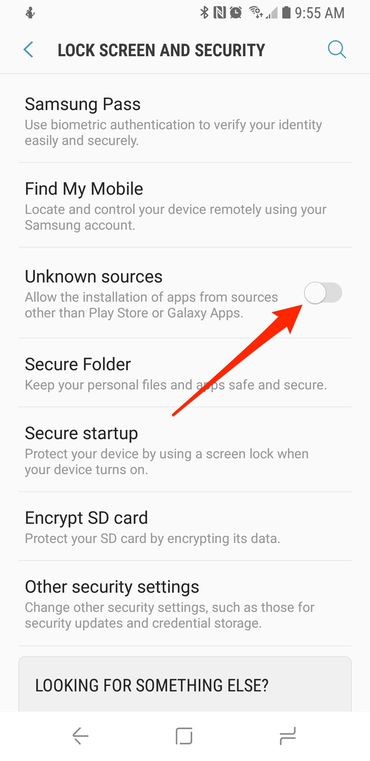 9:55 AM
LOCK SCREEN AND SECURITY
Samsung Pass
Use biometric authentication to verify your identity
easily and securely.
Find My Mobile
Locate and control your device remotely using your
Samsung account.
Unknown sources
Allow the installation of apps from sources
other than Play Store or Galaxy Apps.
Secure Folder
Keep your personal files and apps safe and secure.
Secure startup
Protect your device by using a screen lock when
your device turns on.
Encrypt SD card
Protect your SD card by encrypting its data.
Other security settings
Change other security settings, such as those for
security updates and credential storage.
LOOKING FOR SOMETHING ELSE?